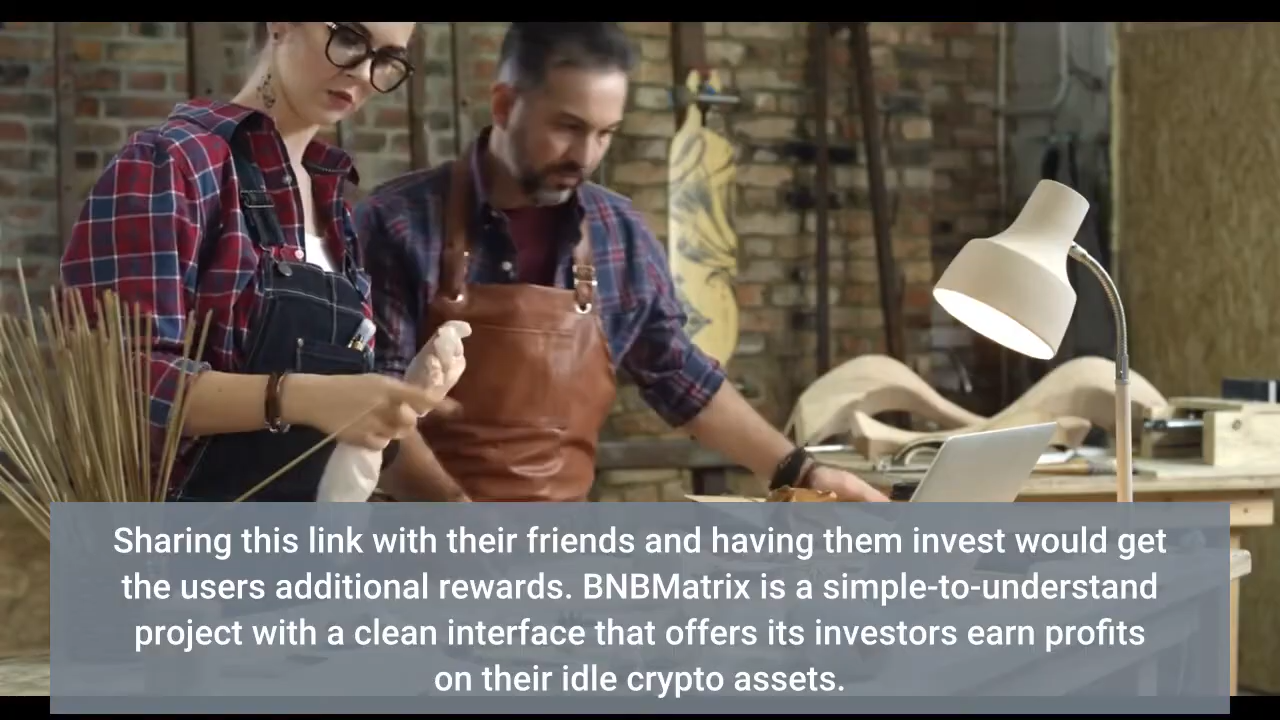 Sharing this link with their friends and having them invest would get
the users additional rewards. BNBMatrix is a simple-to-understand
project with a clean interface that offers its investors earn profits
on their idle crypto assets.